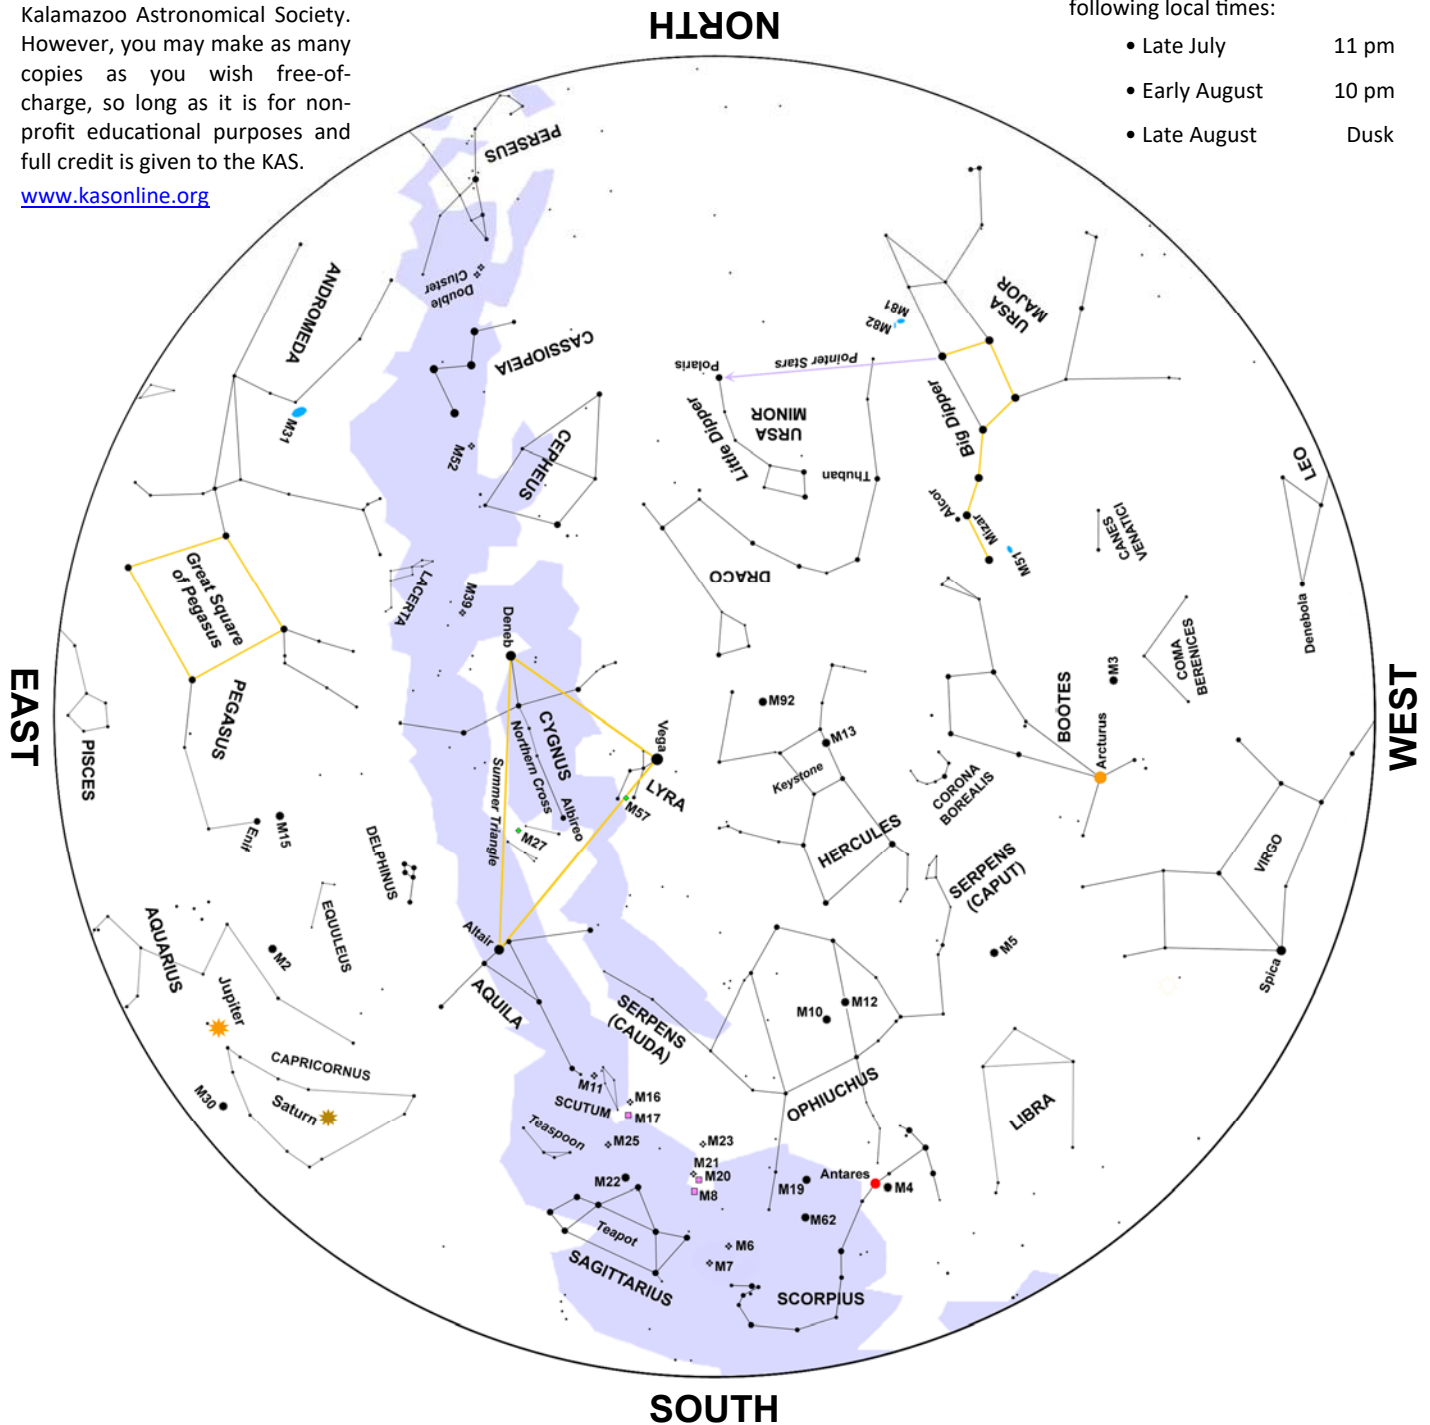 Kalamazoo Astronomical Society.
However, you may make as many
copies as you wish free-of-
charge, so long as it is for non-
profit educational purposes and
full credit is given to the KAS.
www.kasonline.org
following local times:
• Late July 11 pm
• Early August 10 pm
• Late August Dusk
NORTH
PERSEUS
Double
Cluster
ANDROMEDA
CASSIOPEIA
M31
M52
CEPHEUS
Polaris
Pointer Stars
M81
M82
URSA
MAJOR
Little Dipper
URSA
MINOR
Big Dipper
Thuban
Alcor
Mizar
M51
CANES
VENATICI
LEO
Denebola
Great Square
of Pegasus
LACERTA
M39
DRACO
Deneb
COMA
BERENICES
M3
BOÖTES
Arcturus
EAST
WEST
PISCES
PEGASUS
CYGNUS
Northern Cross
Summer Triangle
Albireo
Vega
LYRA
M57
M27
M92
M13
Keystone
HERCULES
CORONA
BOREALIS
SERPENS
(CAPUT)
VIRGO
Spica
Enif
M15
DELPHINUS
EQUULEUS
AQUARIUS
M2
Jupiter
Altair
AQUILA
SERPENS
(CAUDA)
M10
M12
M5
OPHIUCHUS
LIBRA
CAPRICORNUS
M30
Saturn
M11
SCUTUM
M16
M17
Teaspoon
M25
M23
M21
M20
M8
M22
Teapot
SAGITTARIUS
M19
Antares
M4
M62
M6
M7
SCORPIUS
SOUTH